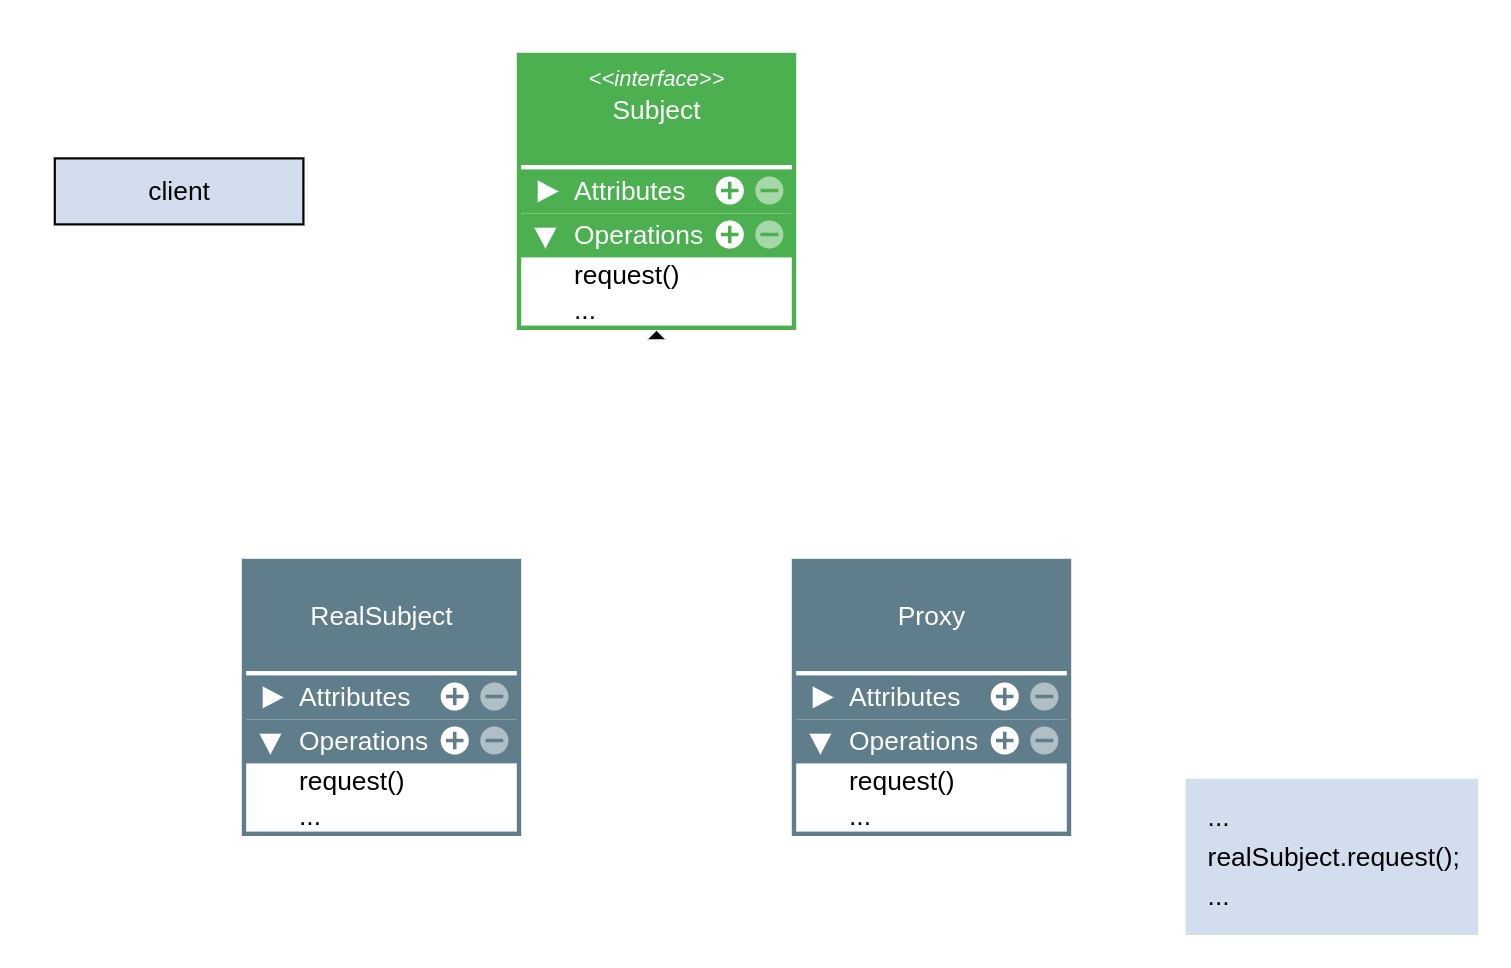 <<interface>>
Subject
client
Attributes
Operations
request()
...
RealSubject
Attributes
Operations
request()
...
Proxy
Attributes
Operations
request()
...
...
realSubject.request();
...